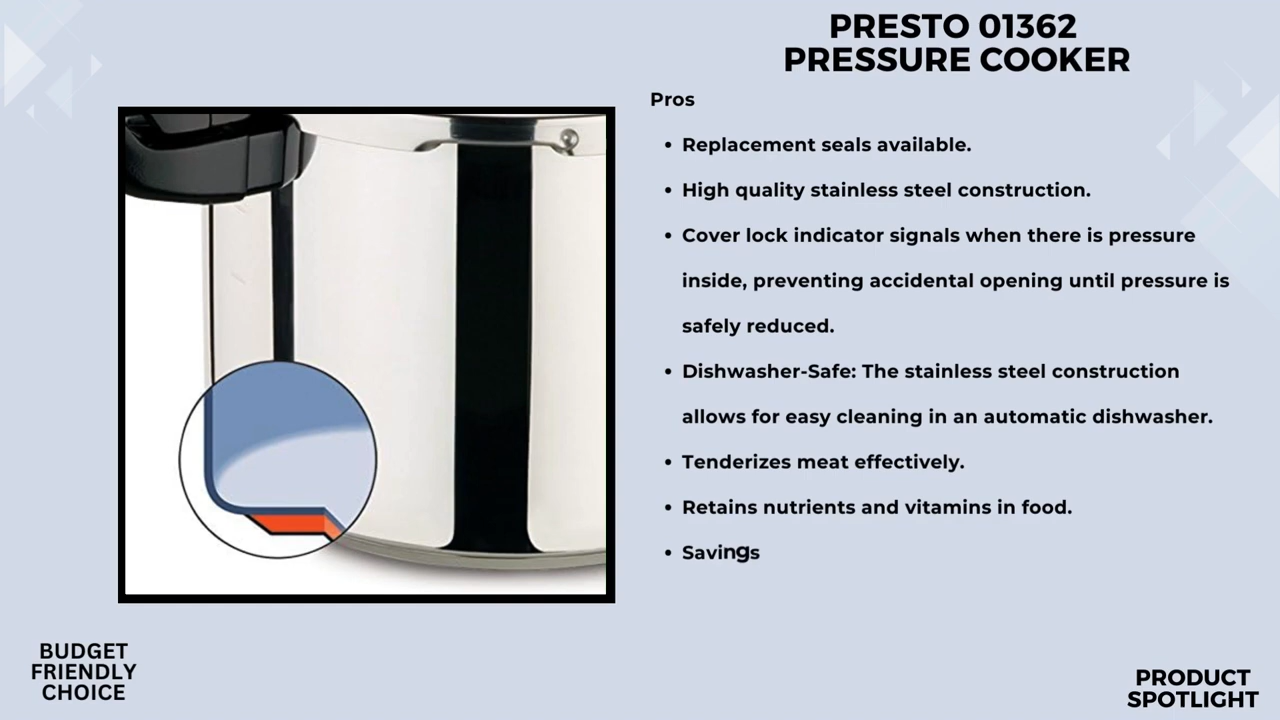 PRESTO 01362
PRESSURE COOKER
Pros
• Replacement seals available.
• High quality stainless steel construction.
• Cover lock indicator signals when there is pressure
inside, preventing accidental opening until pressure is
safely reduced.
• Dishwasher-Safe: The stainless steel construction
allows for easy cleaning in an automatic dishwasher.
• Tenderizes meat effectively.
• Retains nutrients and vitamins in food.
• Savings
BUDGET
FRIENDLY
CHOICE
PRODUCT
SPOTLIGHT